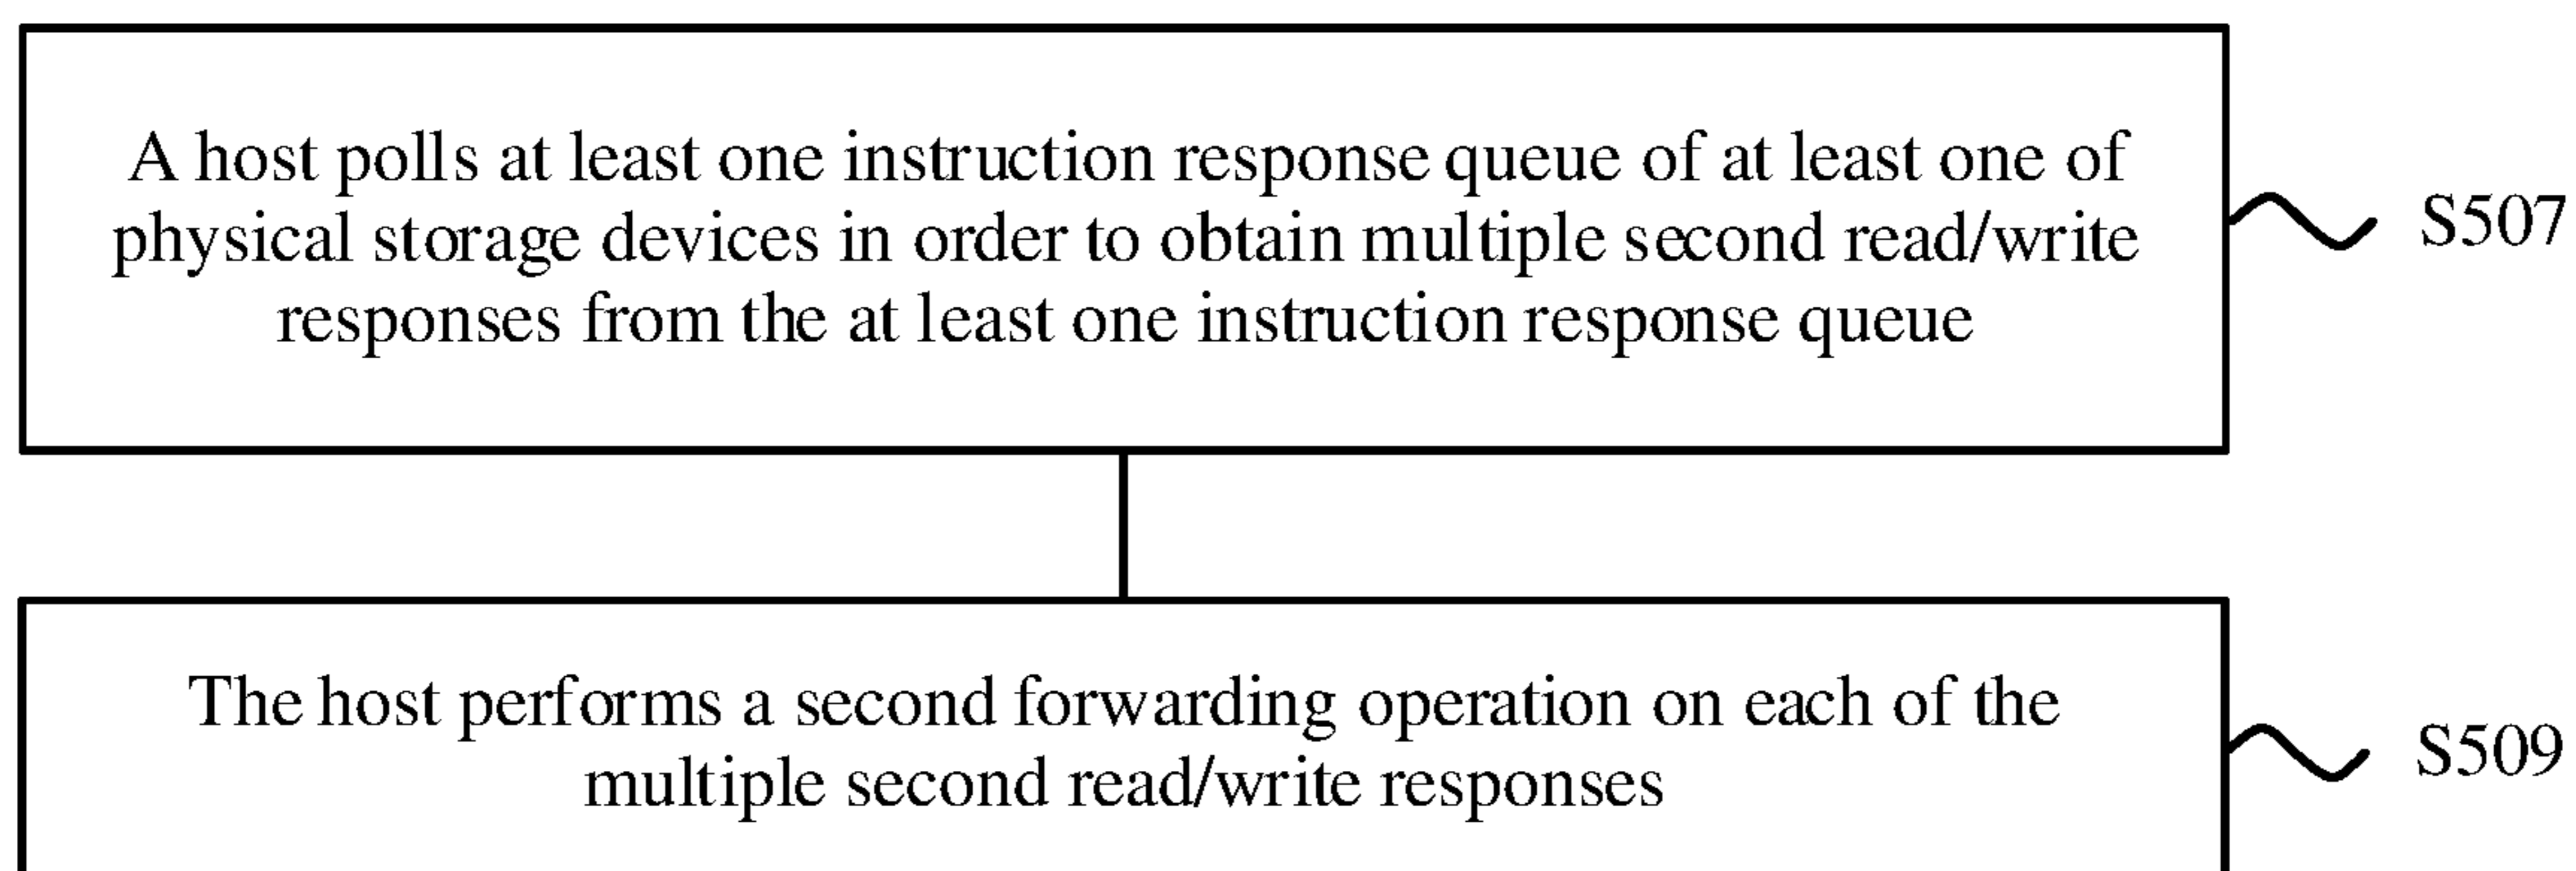 A host polls at least one instruction response queue of at least one of
physical storage devices in order to obtain multiple second read/write
responses from the at least one instruction response queue
S507
The host performs a second forwarding operation on each of the
multiple second read/write responses
S509